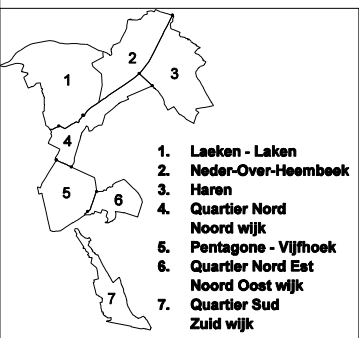 1
2
3
4
5
6
7
1. Laeken - Laken
2. Neder-Over-Heembeek
3. Haren
4. Quartier Nord
Noord wijk
5. Pentagone - Vijfhoek
6. Quartier Nord Est
Noord Oost wijk
7. Quartier Sud
Zuid wijk